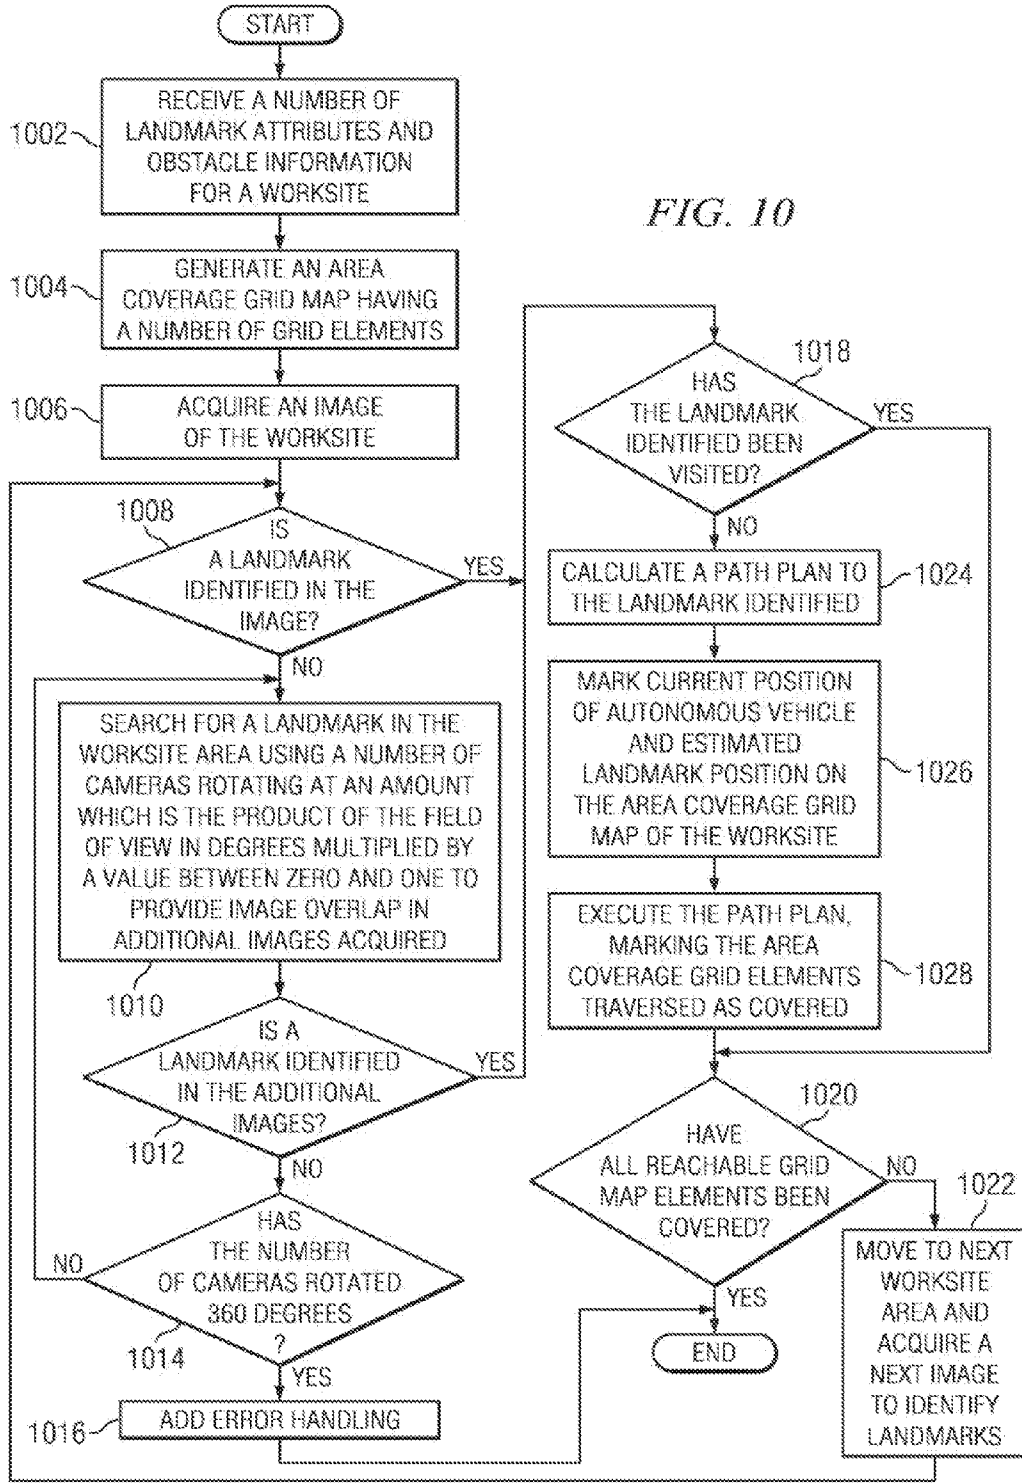 START
RECEIVE A NUMBER OF
LANDMARK ATTRIBUTES AND
OBSTACLE INFORMATION
FOR A WORKSITE
1002
FIG. 10
GENERATE AN AREA
COVERAGE GRID MAP HAVING
A NUMBER OF GRID ELEMENTS
1004
ACQUIRE AN IMAGE
OF THE WORKSITE
1006
1008
IS
A LANDMARK
IDENTIFIED IN THE
IMAGE?
YES
NO
SEARCH FOR A LANDMARK IN THE
WORKSITE AREA USING A NUMBER OF
CAMERAS ROTATING AT AN AMOUNT
WHICH IS THE PRODUCT OF THE FIELD
OF VIEW IN DEGREES MULTIPLIED BY
A VALUE BETWEEN ZERO AND ONE TO
PROVIDE IMAGE OVERLAP IN
ADDITIONAL IMAGES ACQUIRED
1010
IS A
LANDMARK IDENTIFIED
IN THE ADDITIONAL
IMAGES?
YES
1012
NO
HAS
THE NUMBER
OF CAMERAS ROTATED
360 DEGREES
?
NO
1014
YES
ADD ERROR HANDLING
1016
1018
HAS
THE LANDMARK
IDENTIFIED BEEN
VISITED?
YES
NO
CALCULATE A PATH PLAN TO
THE LANDMARK IDENTIFIED
1024
MARK CURRENT POSITION
OF AUTONOMOUS VEHICLE
AND ESTIMATED
LANDMARK POSITION ON
THE AREA COVERAGE GRID
MAP OF THE WORKSITE
1026
EXECUTE THE PATH PLAN,
MARKING THE AREA
COVERAGE GRID ELEMENTS
TRAVERSED AS COVERED
1028
1020
HAVE
ALL REACHABLE GRID
MAP ELEMENTS BEEN
COVERED?
NO
YES
END
1022
MOVE TO NEXT
WORKSITE
AREA AND
ACQUIRE A
NEXT IMAGE
TO IDENTIFY
LANDMARKS